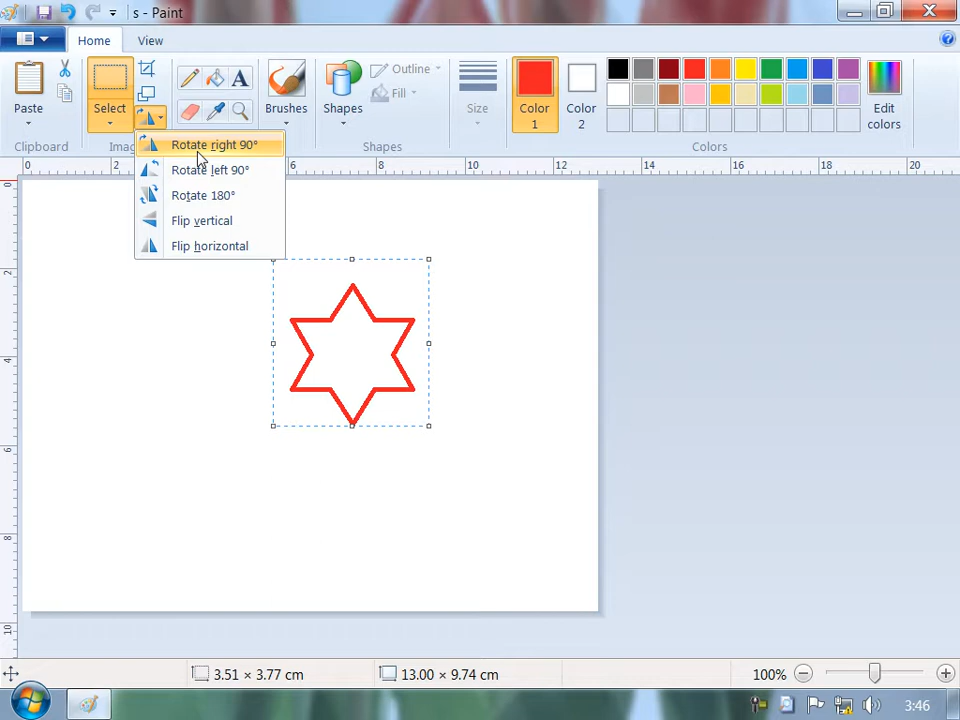 s - Paint
Home View
Paste
Select
A
Brushes
Shapes
Outline
Fill
Size
Color
1
Color
2
Edit
colors
Clipboard
Imag
Shapes
Colors
Rotate right 90°
Rotate left 90°
Rotate 180°
Flip vertical
Flip horizontal
0 2 6 8 10 12 14 16 18 20
0
2
4
6
8
10
3.51 × 3.77 cm
13.00 × 9.74 cm
100%
3:46